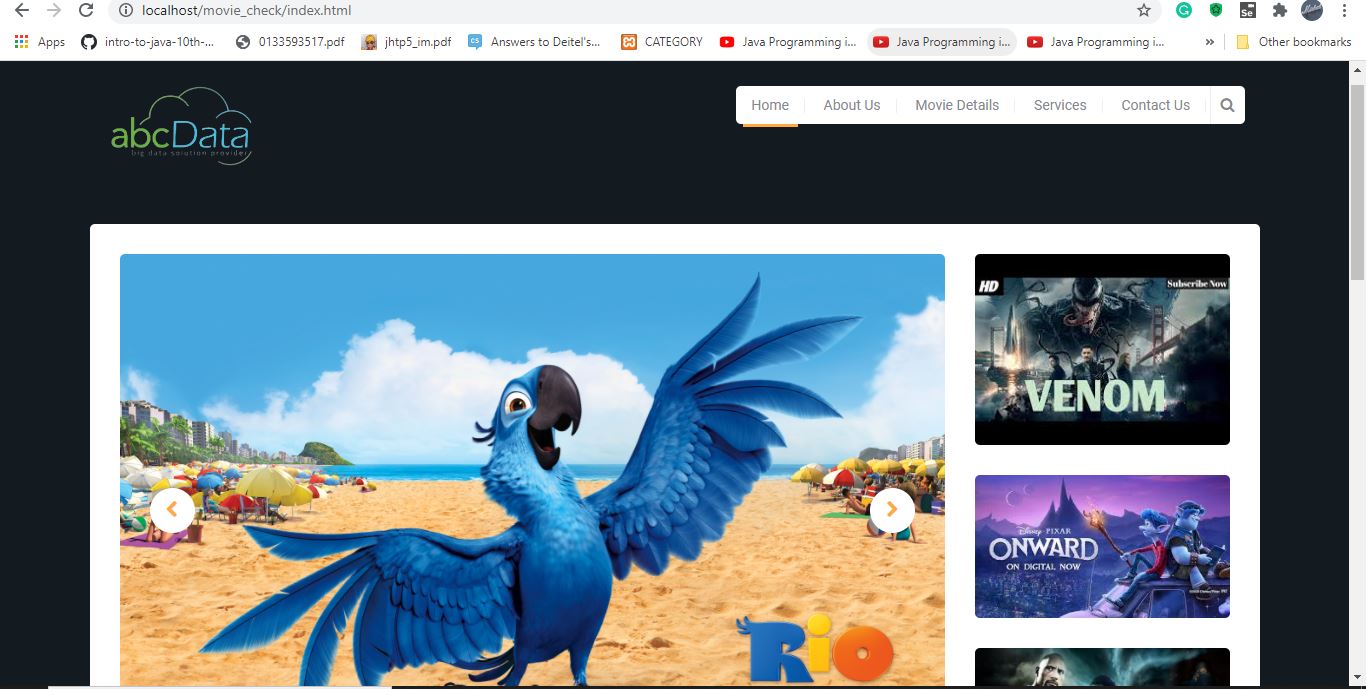 localhost/movie_check/index.html
Se
Apps
intro-to-java-10th-...
0133593517.pdf
jhtp5_im.pdf
CS
Answers to Deitel's...
CATEGORY
Java Programming i...
Java Programming i...
Java Programming i...
»
Other bookmarks
abcData
big data solution provider
Home
About Us
Movie Details
Services
Contact Us
HD
Subscribe Now
VENOM
Disney · PIXAR
ONWARD
ON DIGITAL NOW
RiO